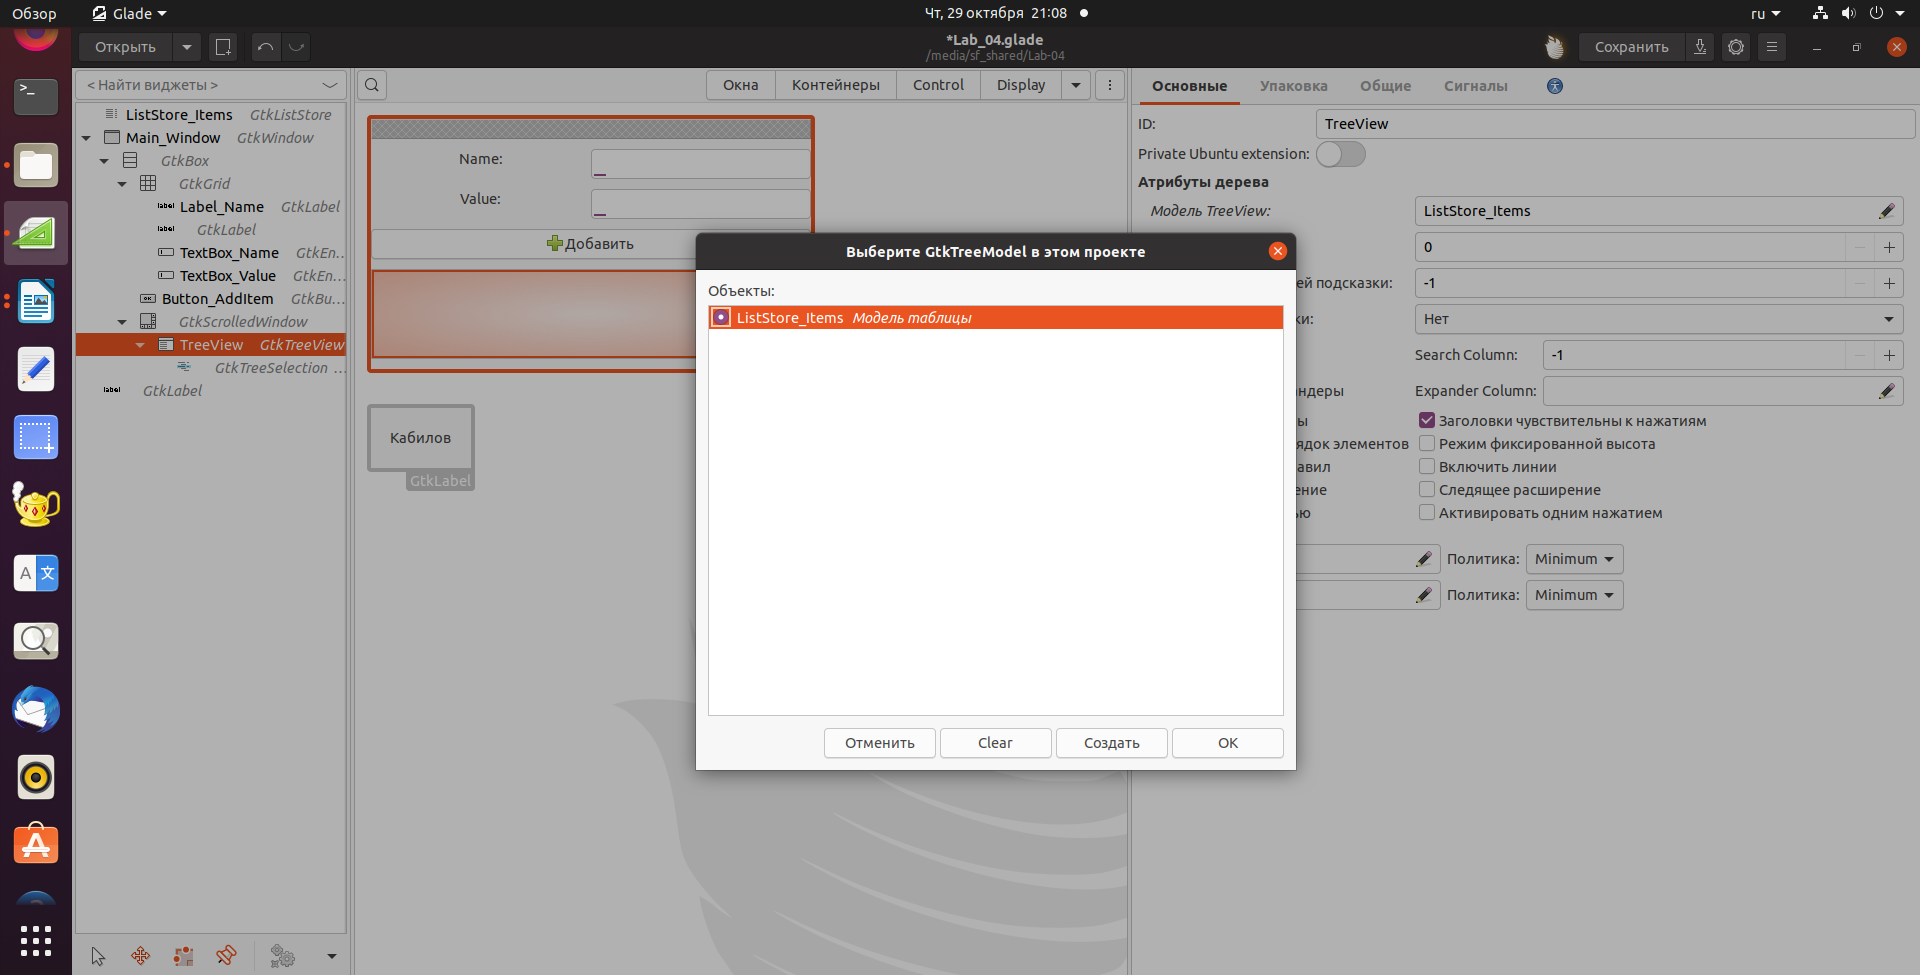 Обзор
Glade
Чт, 29 октября 21:08
ru
Открыть
*Lab_04.glade
/media/sf_shared/Lab-04
Сохранить
< Найти виджеты >
ListStore_Items GtkListStore
Main_Window GtkWindow
GtkBox
GtkGrid
label Label_Name GtkLabel
label GtkLabel
TextBox_Name GtkEn...
TextBox_Value GtkEn...
OK Button_AddItem GtkBu...
GtkScrolledWindow
TreeView GtkTreeView
GtkTreeSelection ...
label GtkLabel
Окна
Контейнеры
Control
Display
Name:
Value:
Добавить
Кабилов
GtkLabel
Выберите GtkTreeModel в этом проекте
Объекты:
ListStore_Items Модель таблицы
Отменить
Clear
Создать
OK
Основные
Упаковка
Общие
Сигналы
ID:
TreeView
Private Ubuntu extension:
Атрибуты дерева
Модель TreeView:
ListStore_Items
0
ей подсказки:
-1
ки:
Нет
Search Column:
-1
ндеры
Expander Column:
ы
Заголовки чувствительны к нажатиям
ядок элементов
Режим фиксированной высота
авил
Включить линии
ение
Следящее расширение
ью
Активировать одним нажатием
Политика:
Minimum
Политика:
Minimum